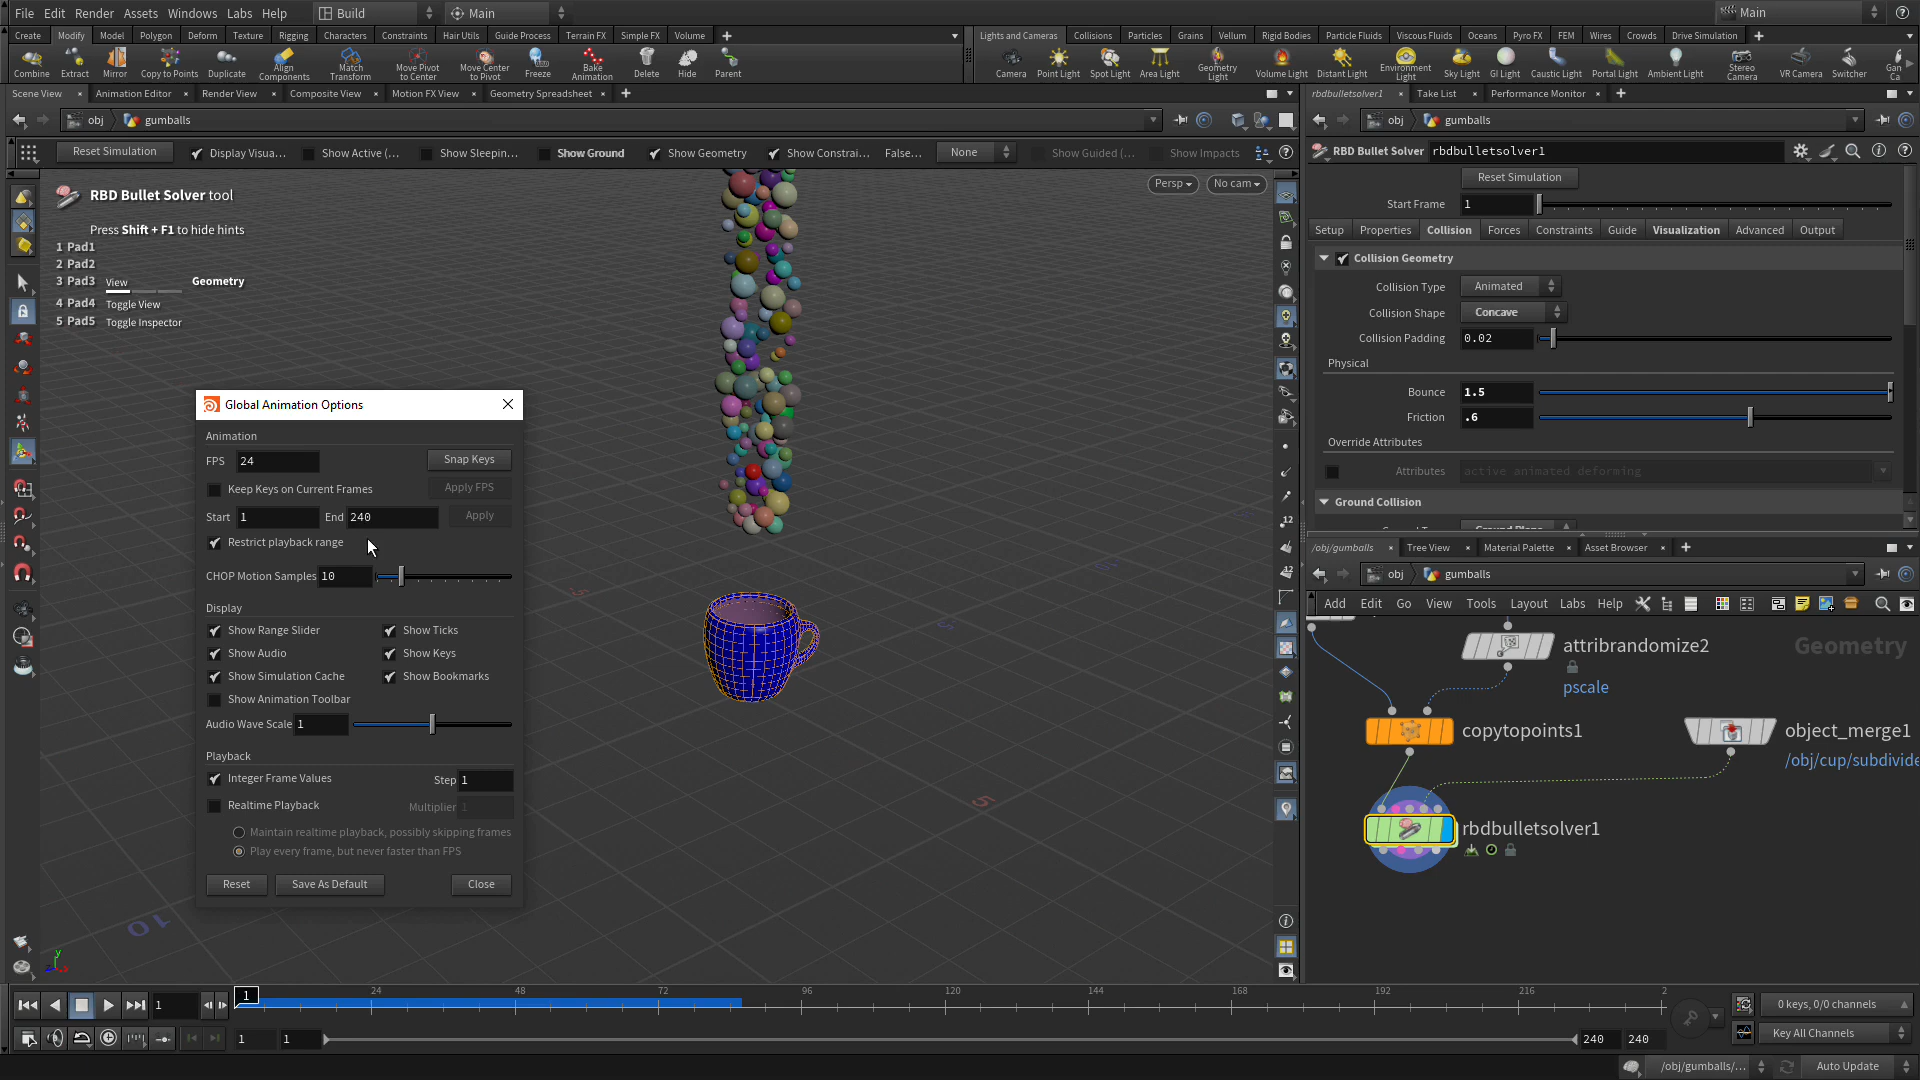 File Edit Render Assets Windows Labs Help Build Main Main
Create Modify Model Polygon Deform Texture Rigging Characters Constraints Hair Utils Guide Process Terrain FX Simple FX Volume
Lights and Cameras Collisions Particles Grains Vellum Rigid Bodies Particle Fluids Viscous Fluids Oceans Pyro FX FEM Wires Crowds Drive Simulation
Combine Extract Mirror Copy to Points Duplicate Align Components Match Transform Move Pivot to Center Move Center to Pivot Freeze Bake Animation Delete Hide Parent
Camera Point Light Spot Light Area Light Geometry Light Volume Light Distant Light Environment Light Sky Light GI Light Caustic Light Portal Light Ambient Light Stereo Camera VR Camera Switcher Gan Ca
Scene View Animation Editor Render View Composite View Motion FX View Geometry Spreadsheet
rbdbulletsolver1 Take List Performance Monitor
obj gumballs
obj gumballs
Reset Simulation Display Visua... Show Active (... Show Sleepin... Show Ground Show Geometry Show Constrai... False... None Show Guided (... Show Impacts
RBD Bullet Solver rbdbulletsolver1
Reset Simulation
Start Frame 1
Setup Properties Collision Forces Constraints Guide Visualization Advanced Output
Collision Geometry
Collision Type Animated
Collision Shape Concave
Collision Padding 0.02
Physical
Bounce 1.5
Friction .6
Override Attributes
Attributes active animated deforming
Ground Collision
RBD Bullet Solver tool
Press Shift + F1 to hide hints
1 Pad1
2 Pad2
3 Pad3 View Geometry
4 Pad4 Toggle View
5 Pad5 Toggle Inspector
Persp No cam
Global Animation Options
Animation
FPS 24 Snap Keys
Keep Keys on Current Frames Apply FPS
Start 1 End 240 Apply
Restrict playback range
CHOP Motion Samples 10
Display
Show Range Slider Show Ticks
Show Audio Show Keys
Show Simulation Cache Show Bookmarks
Show Animation Toolbar
Audio Wave Scale 1
Playback
Integer Frame Values Step 1
Realtime Playback Multiplier 1
Maintain realtime playback, possibly skipping frames
Play every frame, but never faster than FPS
Reset Save As Default Close
10
5
y
12
12
/obj/gumballs Tree View Material Palette Asset Browser
obj gumballs
Add Edit Go View Tools Layout Labs Help
attribrandomize2
pscale
Geometry
copytopoints1
object_merge1
/obj/cup/subdivide
rbdbulletsolver1
1 1 24 48 72 96 120 144 168 192 216 2
0 keys, 0/0 channels
1 1 240 240
Key All Channels
/obj/gumballs/... Auto Update